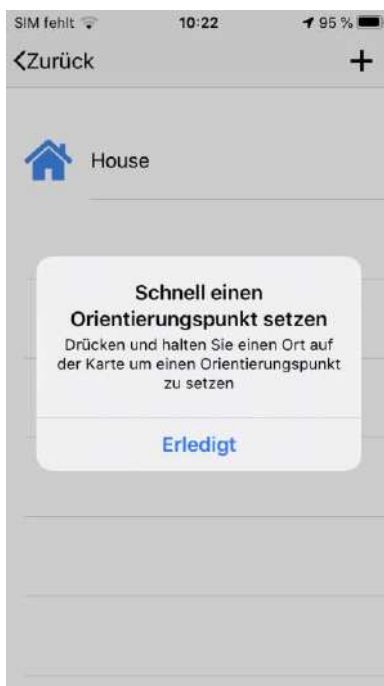 SIM fehlt 10:22 95 %
Zurück +
House
Schnell einen
Orientierungspunkt setzen
Drücken und halten Sie einen Ort auf
der Karte um einen Orientierungspunkt
zu setzen
Erledigt